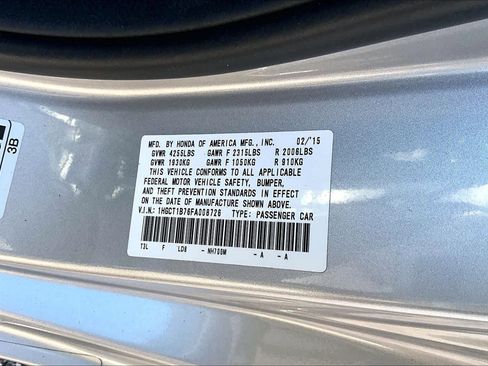 MFD. BY HONDA OF AMERICA MFG., INC. 02/'15
GVWR 4255LBS GAWR F 2315LBS R 2006LBS
GVWR 1930KG GAWR F 1050KG R 910KG
THIS VEHICLE CONFORMS TO ALL APPLICABLE
FEDERAL MOTOR VEHICLE SAFETY, BUMPER,
AND THEFT PREVENTION STANDARDS IN EFFECT
ON THE DATE OF MANUFACTURE SHOWN ABOVE.
V.I.N.: 1HGCT1B76FA008726 TYPE: PASSENGER CAR
T3L F LD9 - NH700M - A - A
3B